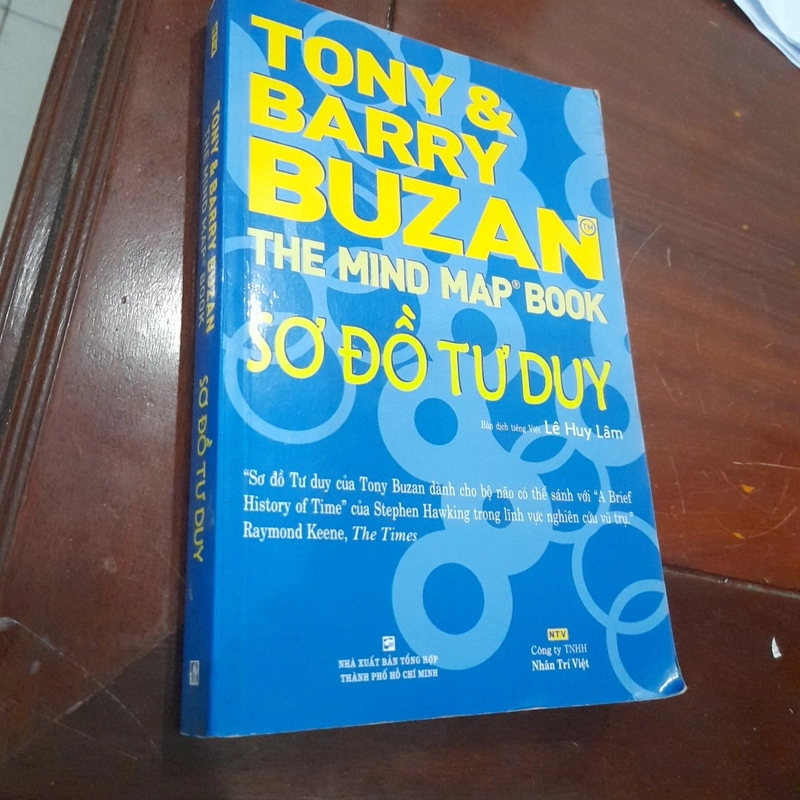 TONY &
BARRY
BUZAN™
THE MIND MAP® BOOK
SƠ ĐỒ TƯ DUY
Bản dịch tiếng Việt Lê Huy Lâm
“Sơ đồ Tư duy của Tony Buzan dành cho bộ não có thể sánh với “A Brief
History of Time” của Stephen Hawking trong lĩnh vực nghiên cứu vũ trụ.”
Raymond Keene, The Times
NHÀ XUẤT BẢN TỔNG HỢP
THÀNH PHỐ HỒ CHÍ MINH
NTV
Công ty TNHH
Nhân Trí Việt
TONY & BARRY BUZAN
THE MIND MAP® BOOK
SƠ ĐỒ TƯ DUY